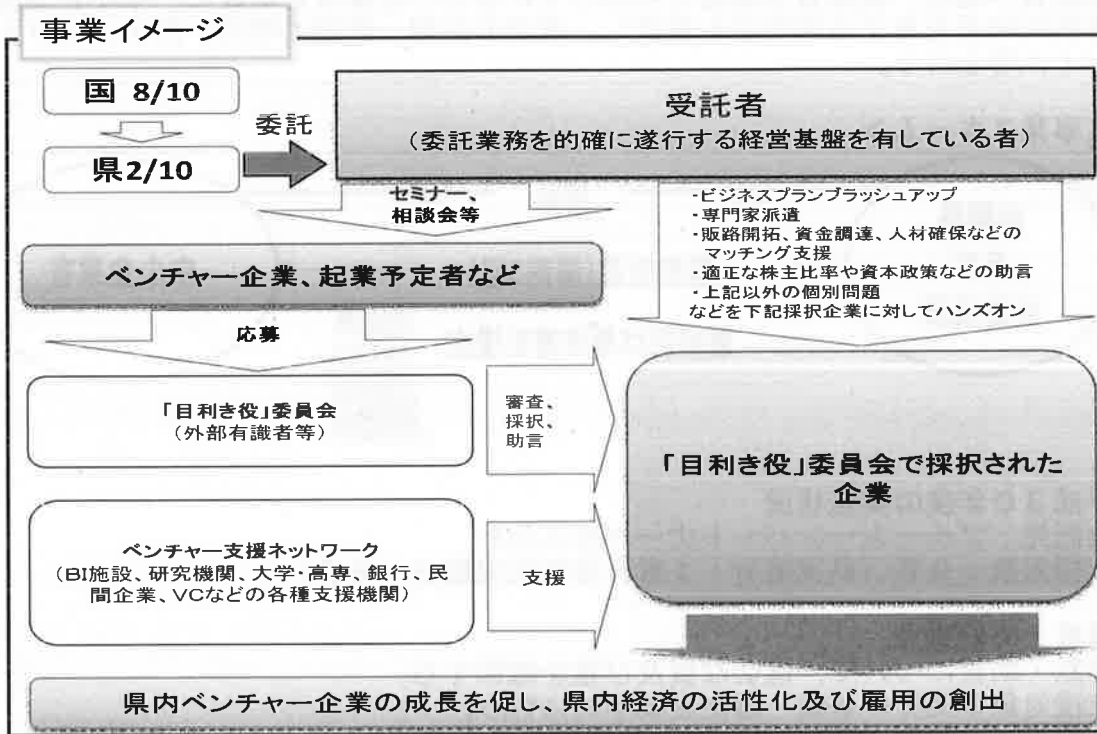 事業イメージ
国 8/10
県2/10
委託
受託者
(委託業務を的確に遂行する経営基盤を有している者)
セミナー、
相談会等
・ビジネスプランブラッシュアップ
・専門家派遣
・販路開拓、資金調達、人材確保などの
マッチング支援
・適正な株主比率や資本政策などの助言
・上記以外の個別問題
などを下記採択企業に対してハンズオン
ベンチャー企業、起業予定者など
応募
「目利き役」委員会
(外部有識者等)
審査、
採択、
助言
「目利き役」委員会で採択された
企業
ベンチャー支援ネットワーク
(BI施設、研究機関、大学・高専、銀行、民
間企業、VCなどの各種支援機関)
支援
県内ベンチャー企業の成長を促し、県内経済の活性化及び雇用の創出